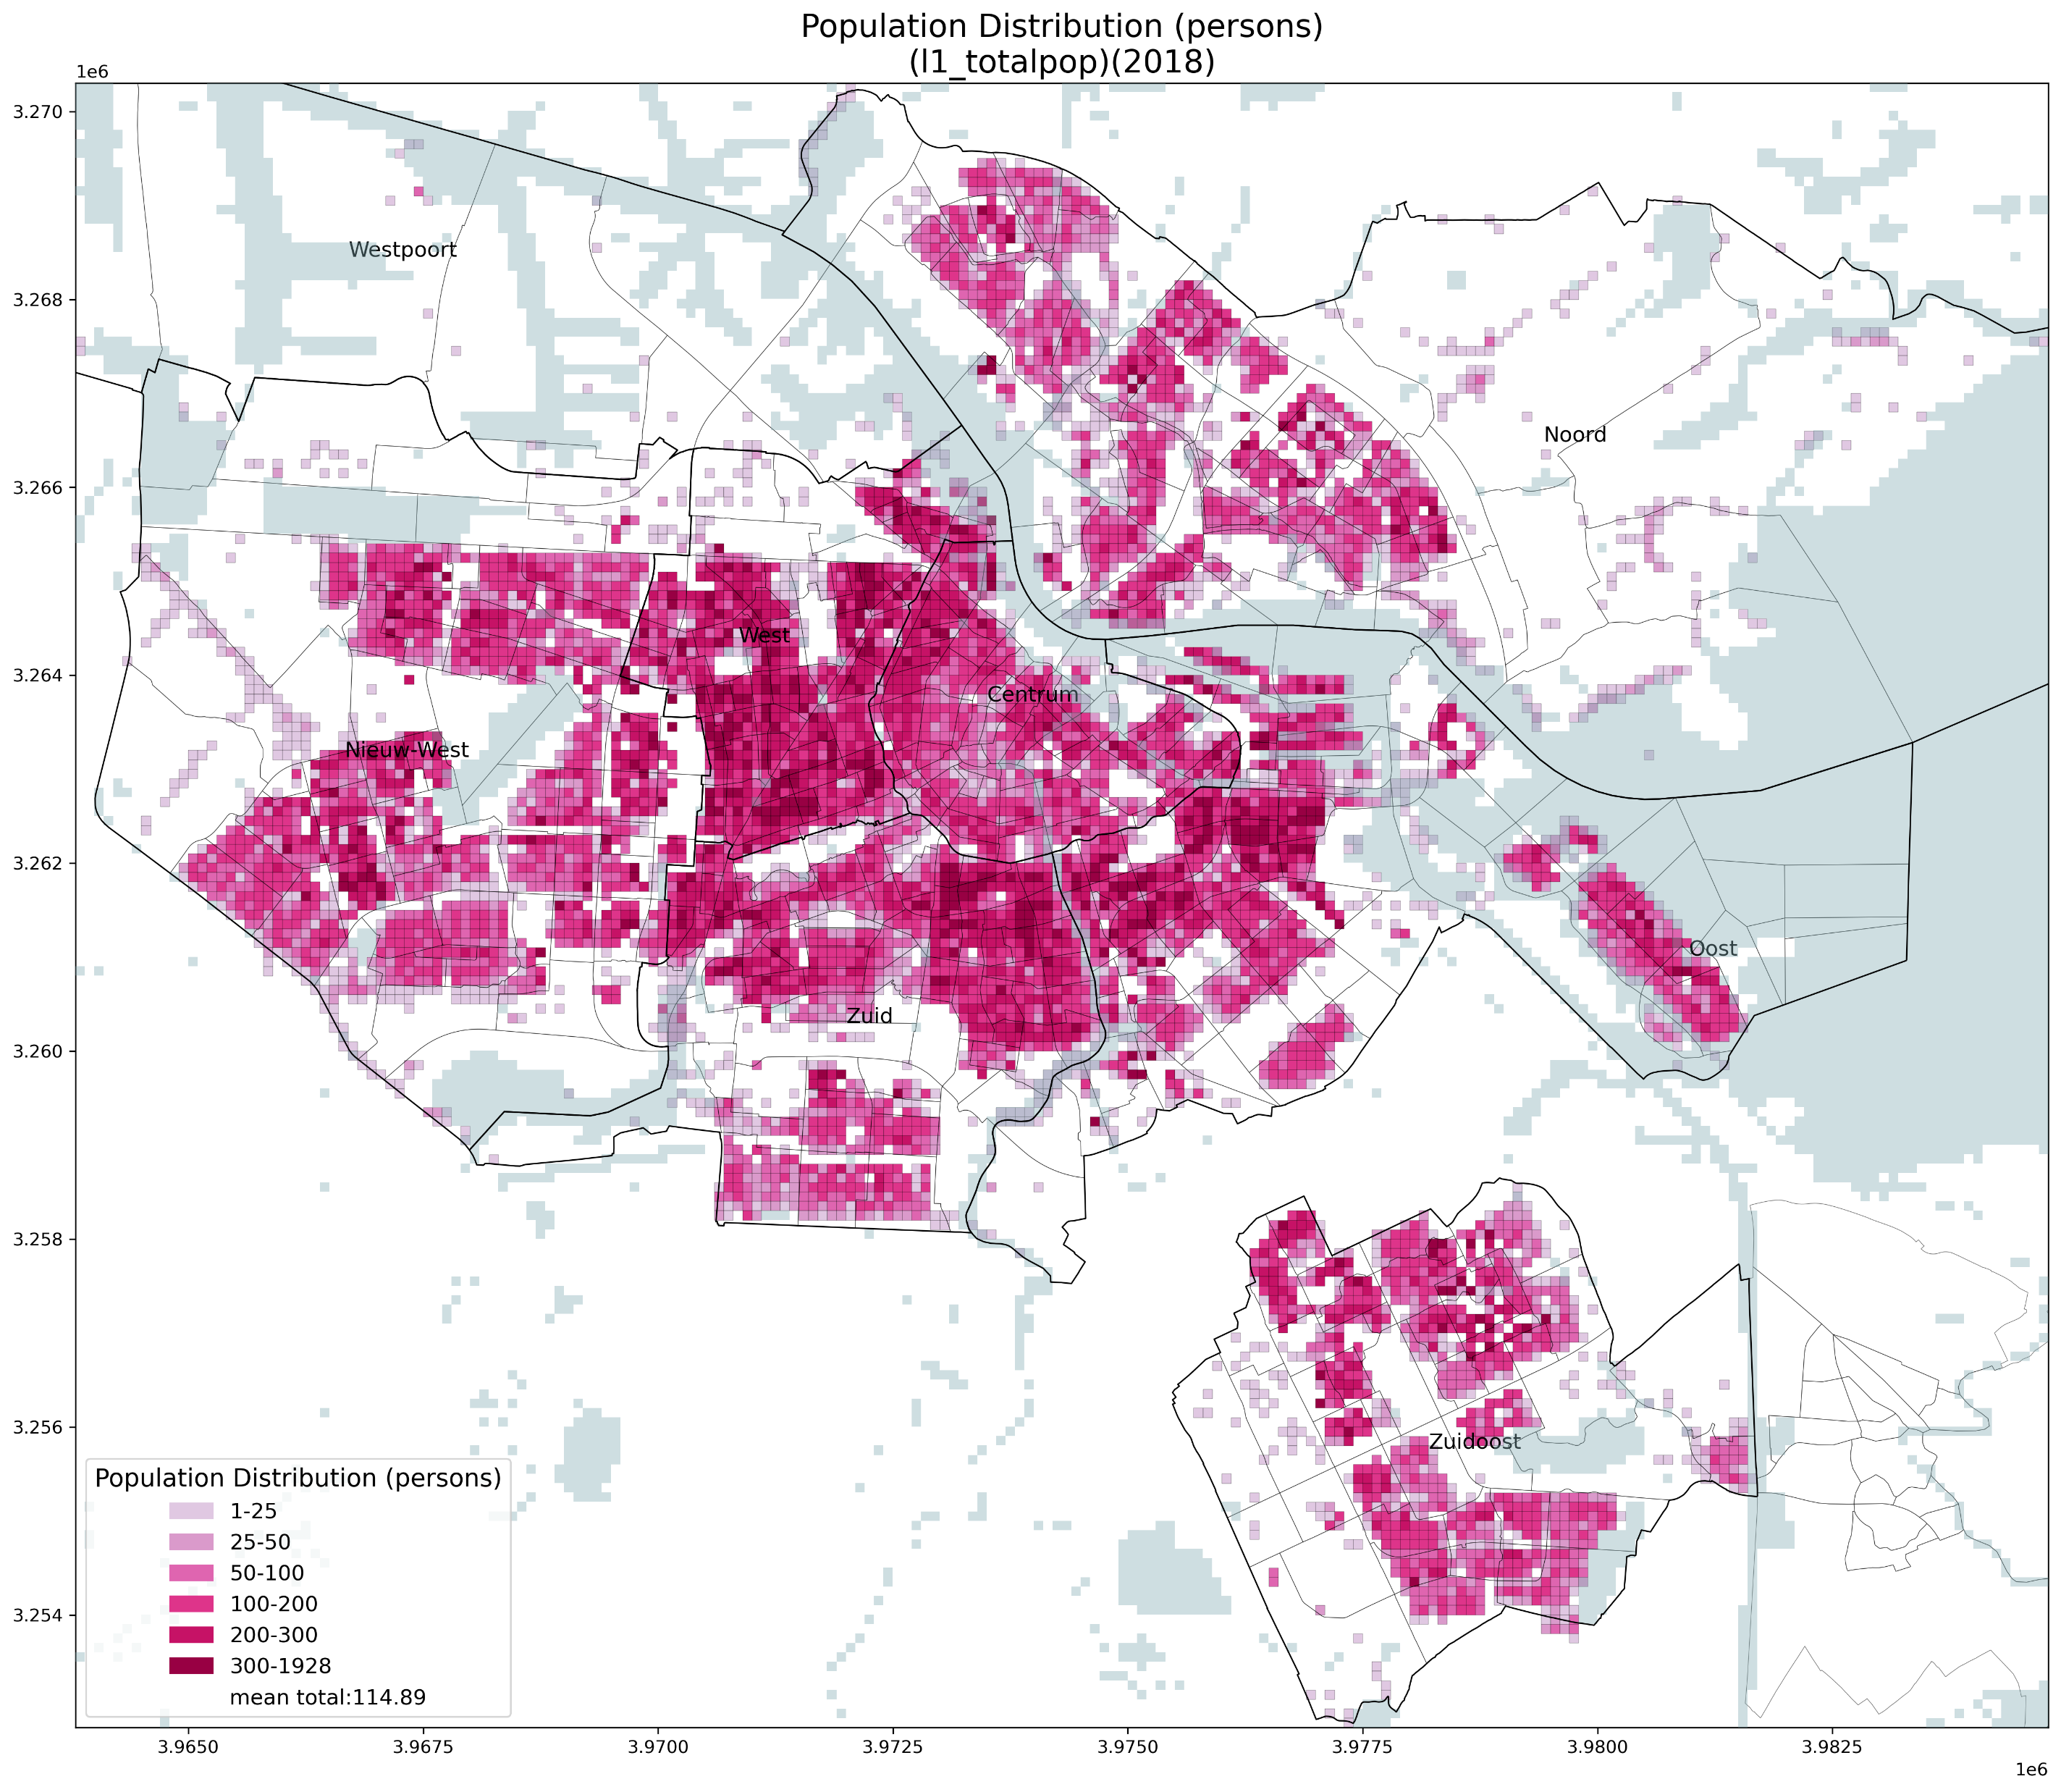 Population Distribution (persons)
(l1_totalpop)(2018)
1e6
3.270
3.268
3.266
3.264
3.262
3.260
3.258
3.256
3.254
Westpoort
Noord
West
Centrum
Nieuw-West
Oost
Zuid
Zuidoost
Population Distribution (persons)
1-25
25-50
50-100
100-200
200-300
300-1928
mean total:114.89
3.9650 3.9675 3.9700 3.9725 3.9750 3.9775 3.9800 3.9825
1e6